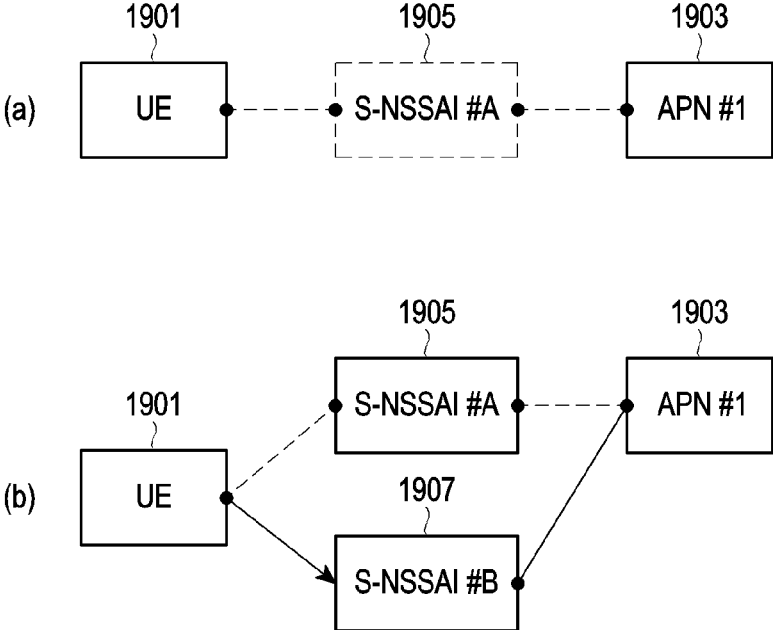 1901
1905
1903
(a)
UE
S-NSSAI #A
APN #1
1905
1903
1901
S-NSSAI #A
APN #1
(b)
UE
1907
S-NSSAI #B